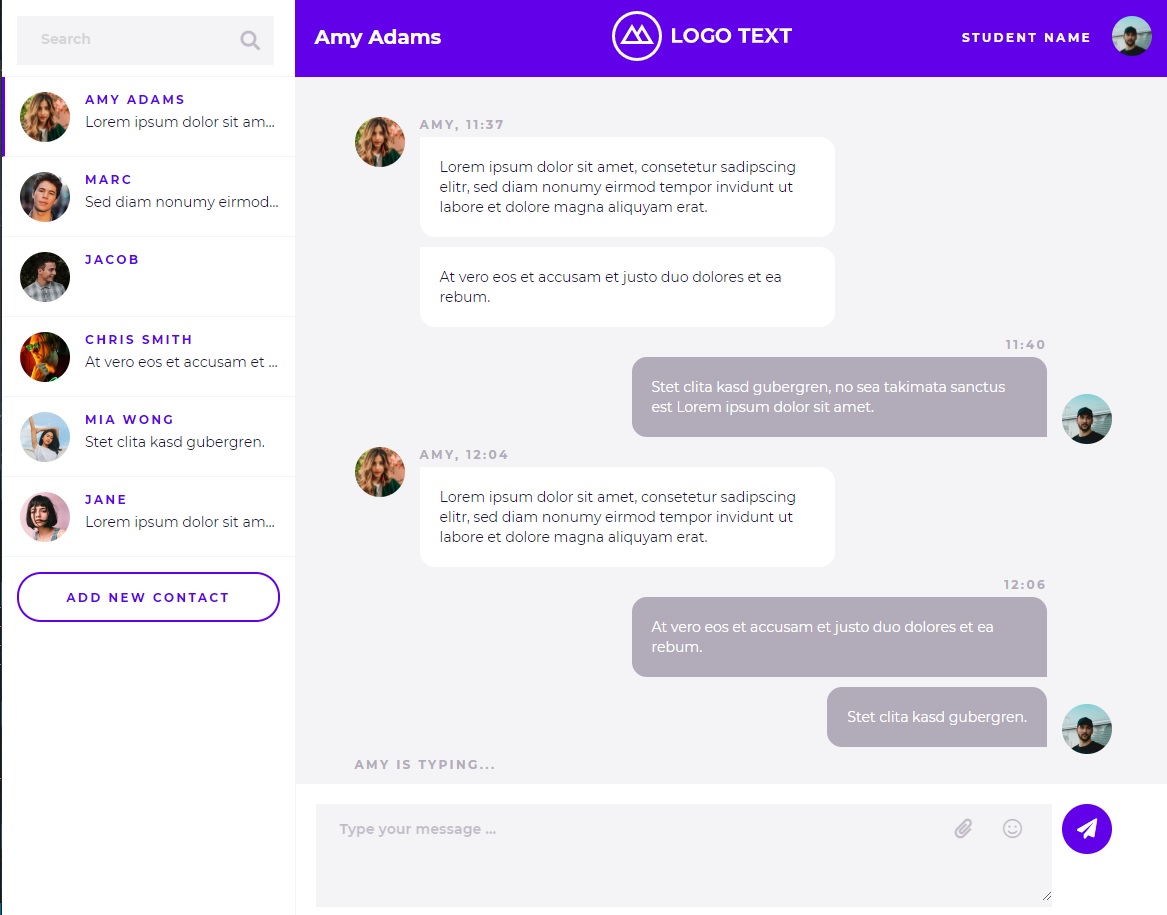 Search
AMY ADAMS
Lorem ipsum dolor sit am...
MARC
Sed diam nonumy eirmod...
JACOB
CHRIS SMITH
At vero eos et accusam et ...
MIA WONG
Stet clita kasd gubergren.
JANE
Lorem ipsum dolor sit am...
ADD NEW CONTACT
Amy Adams
LOGO TEXT
STUDENT NAME
AMY, 11:37
Lorem ipsum dolor sit amet, consetetur sadipscing
elitr, sed diam nonumy eirmod tempor invidunt ut
labore et dolore magna aliquyam erat.
At vero eos et accusam et justo duo dolores et ea
rebum.
11:40
Stet clita kasd gubergren, no sea takimata sanctus
est Lorem ipsum dolor sit amet.
AMY, 12:04
Lorem ipsum dolor sit amet, consetetur sadipscing
elitr, sed diam nonumy eirmod tempor invidunt ut
labore et dolore magna aliquyam erat.
12:06
At vero eos et accusam et justo duo dolores et ea
rebum.
Stet clita kasd gubergren.
AMY IS TYPING...
Type your message ...